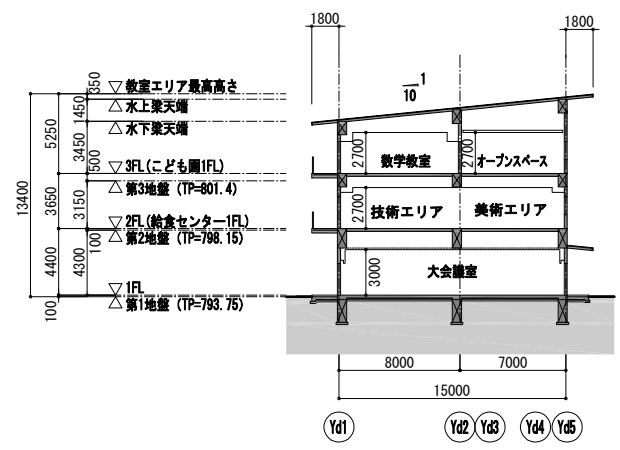 1800
1800
350
教室エリア最高高さ
1
10
1450
水上梁天端
水下梁天端
5250
3450
2700
数学教室
2700
オープンスペース
500
3FL(こども園1FL)
第3地盤 (TP=801.4)
13400
3650
3150
2700
技術エリア
美術エリア
2FL(給食センター1FL)
第2地盤 (TP=798.15)
100
4400
4300
3000
大会議室
1FL
第1地盤 (TP=793.75)
100
8000
7000
15000
Yd1
Yd2
Yd3
Yd4
Yd5